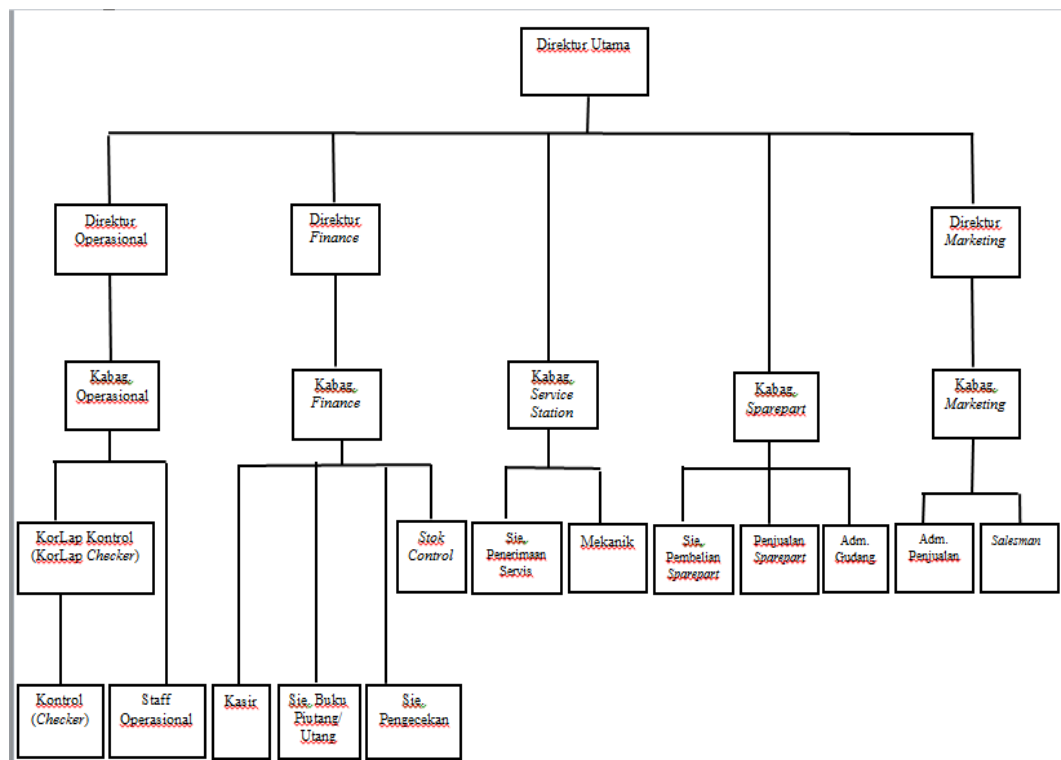 Direktur Utama
Direktur
Operasional
Direktur
Finance
Direktur
Marketing
Kabag.
Operasional
Kabag.
Finance
Kabag.
Service
Station
Kabag.
Sparepart
Kabag.
Marketing
KorLap Kontrol
(KorLap Checker)
Stok
Control
Sie.
Penerimaan
Servis
Mekanik
Sie.
Pembelian
Sparepart
Penjualan
Sparepart
Adm.
Gudang
Adm.
Penjualan
Salesman
Kontrol
(Checker)
Staff
Operasional
Kasir
Sie. Buku
Piutang/
Utang
Sie.
Pengecekan